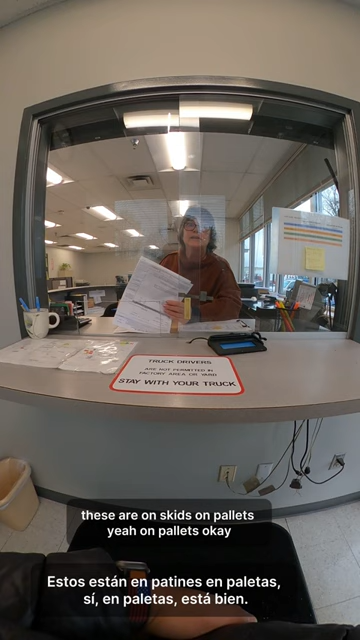 TRUCK DRIVERS
ARE NOT PERMITTED IN
FACTORY AREA OR YARD
STAY WITH YOUR TRUCK
these are on skids on pallets
yeah on pallets okay
Estos están en patines en paletas,
sí, en paletas, está bien.